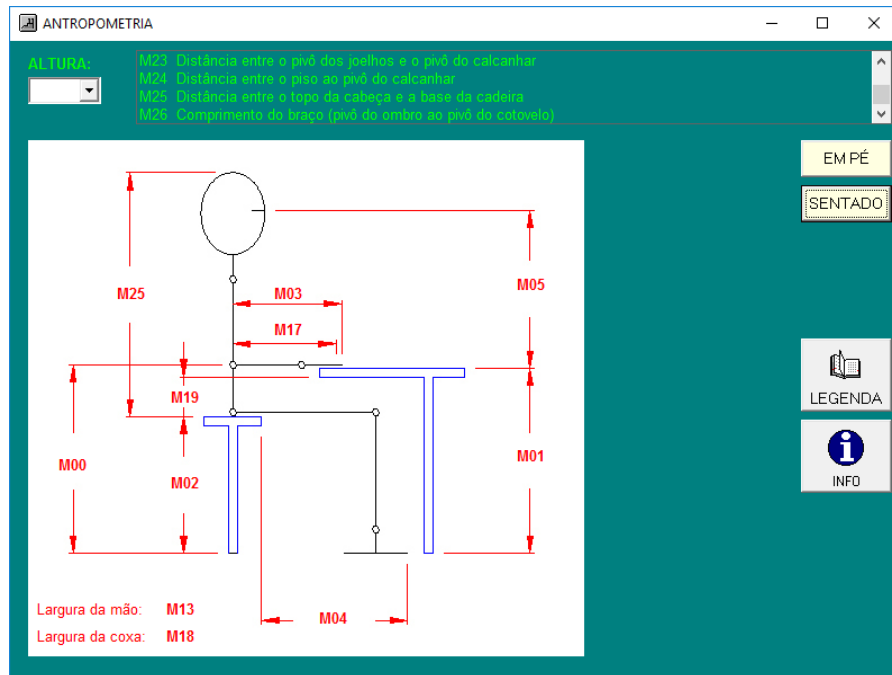 ANTROPOMETRIA
ALTURA:
M23 Distância entre o pivô dos joelhos e o pivô do calcanhar
M24 Distância entre o piso ao pivô do calcanhar
M25 Distância entre o topo da cabeça e a base da cadeira
M26 Comprimento do braço (pivô do ombro ao pivô do cotovelo)
EM PÉ
SENTADO
M25
M03
M05
M17
M19
M00
M02
M01
LEGENDA
INFO
M04
Largura da mão: M13
Largura da coxa: M18